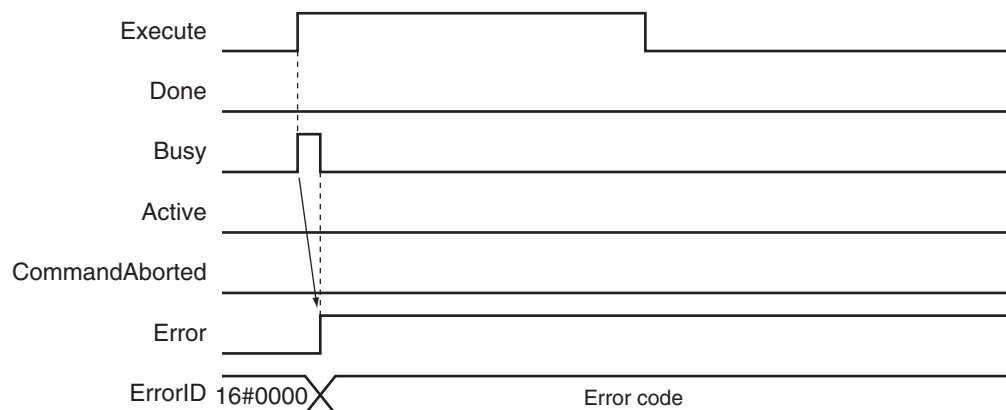 Execute
Done
Busy
Active
CommandAborted
Error
ErrorID 16#0000 Error code